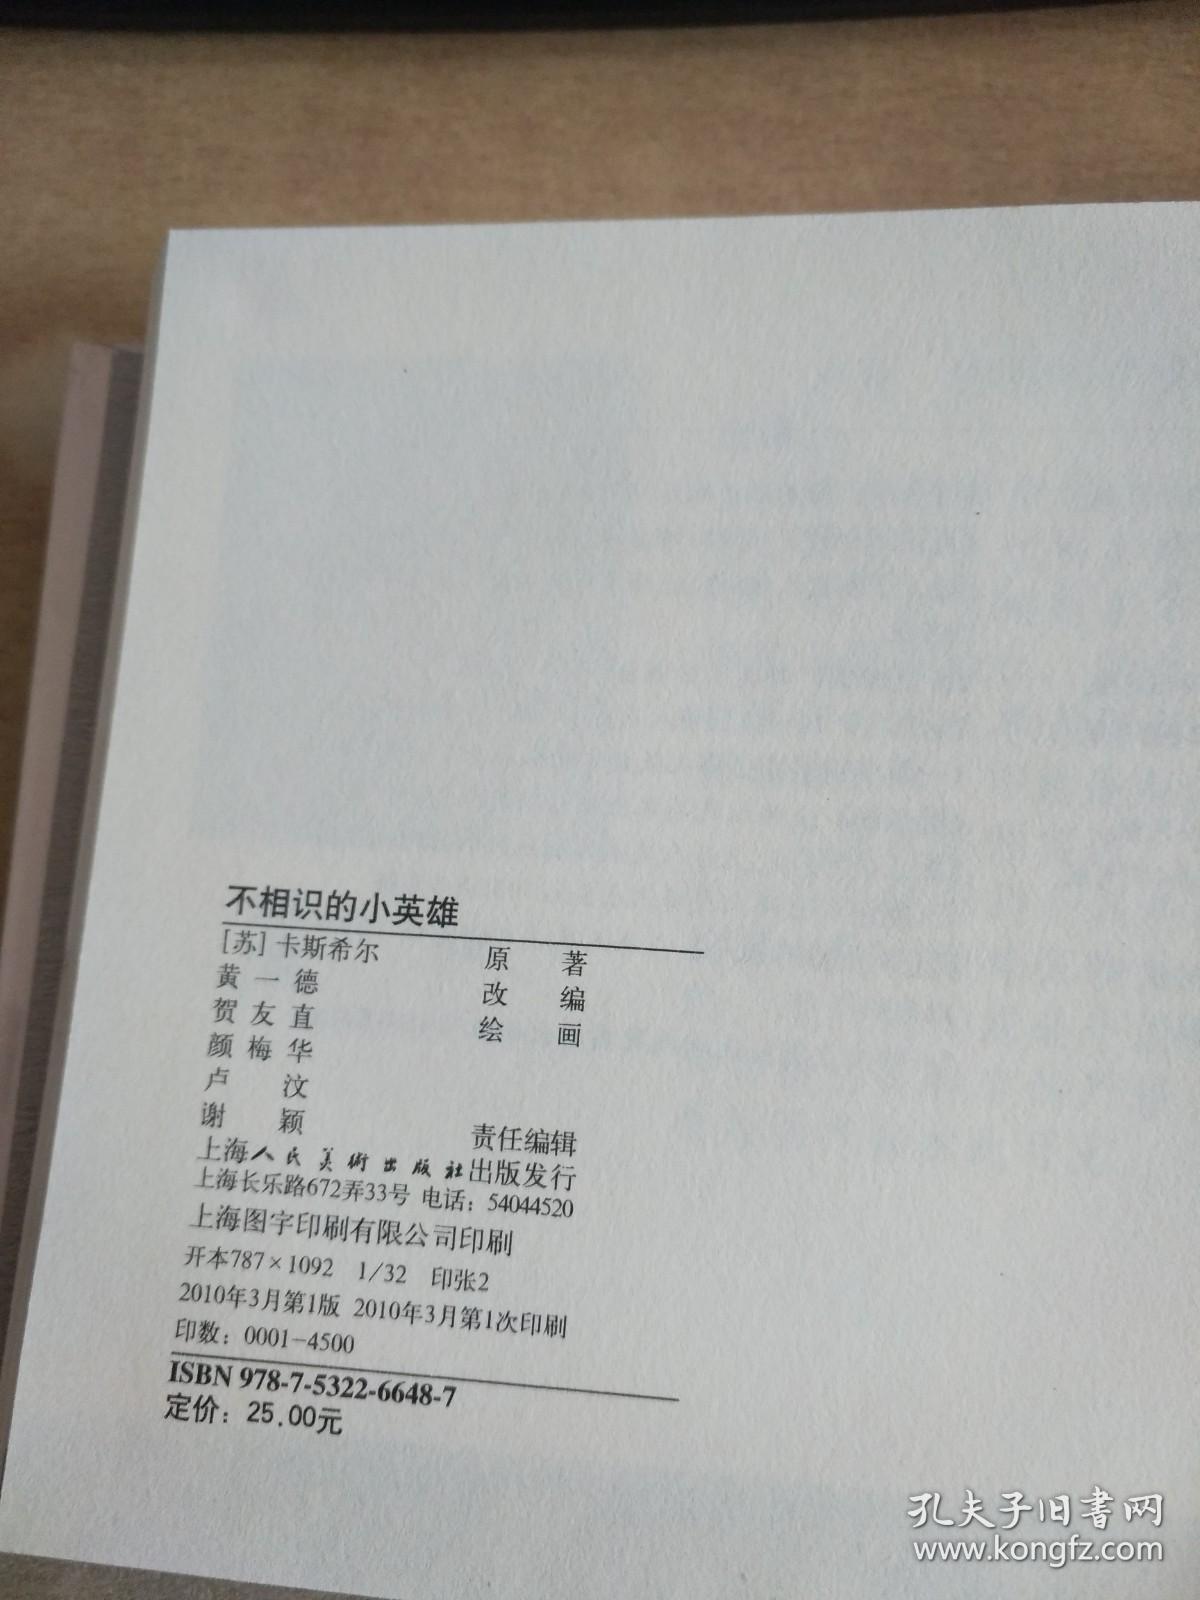 不相识的小英雄
[苏] 卡斯希尔 原 著
黄一德 改 编
贺友直 绘 画
颜梅华
卢 汶
谢 颖 责任编辑
上海人民美術出版社出版发行
上海长乐路672弄33号 电话：54044520
上海图宇印刷有限公司印刷
开本787×1092 1/32 印张2
2010年3月第1版 2010年3月第1次印刷
印数：0001-4500
ISBN 978-7-5322-6648-7
定价：25.00元
孔夫子旧书网
www.kongfz.com